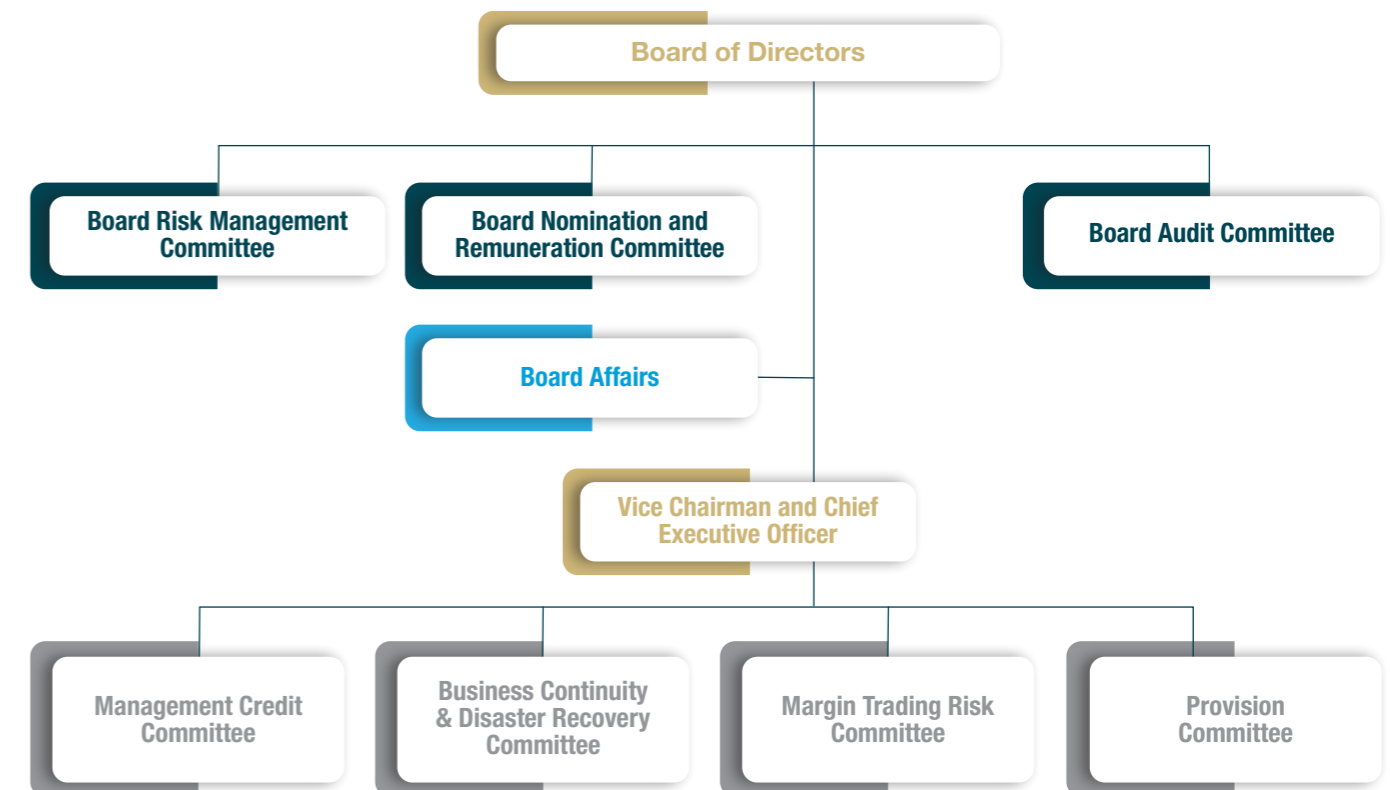 Board of Directors
Board Risk Management
Committee
Board Nomination and
Remuneration Committee
Board Audit Committee
Board Affairs
Vice Chairman and Chief
Executive Officer
Management Credit
Committee
Business Continuity
& Disaster Recovery
Committee
Margin Trading Risk
Committee
Provision
Committee